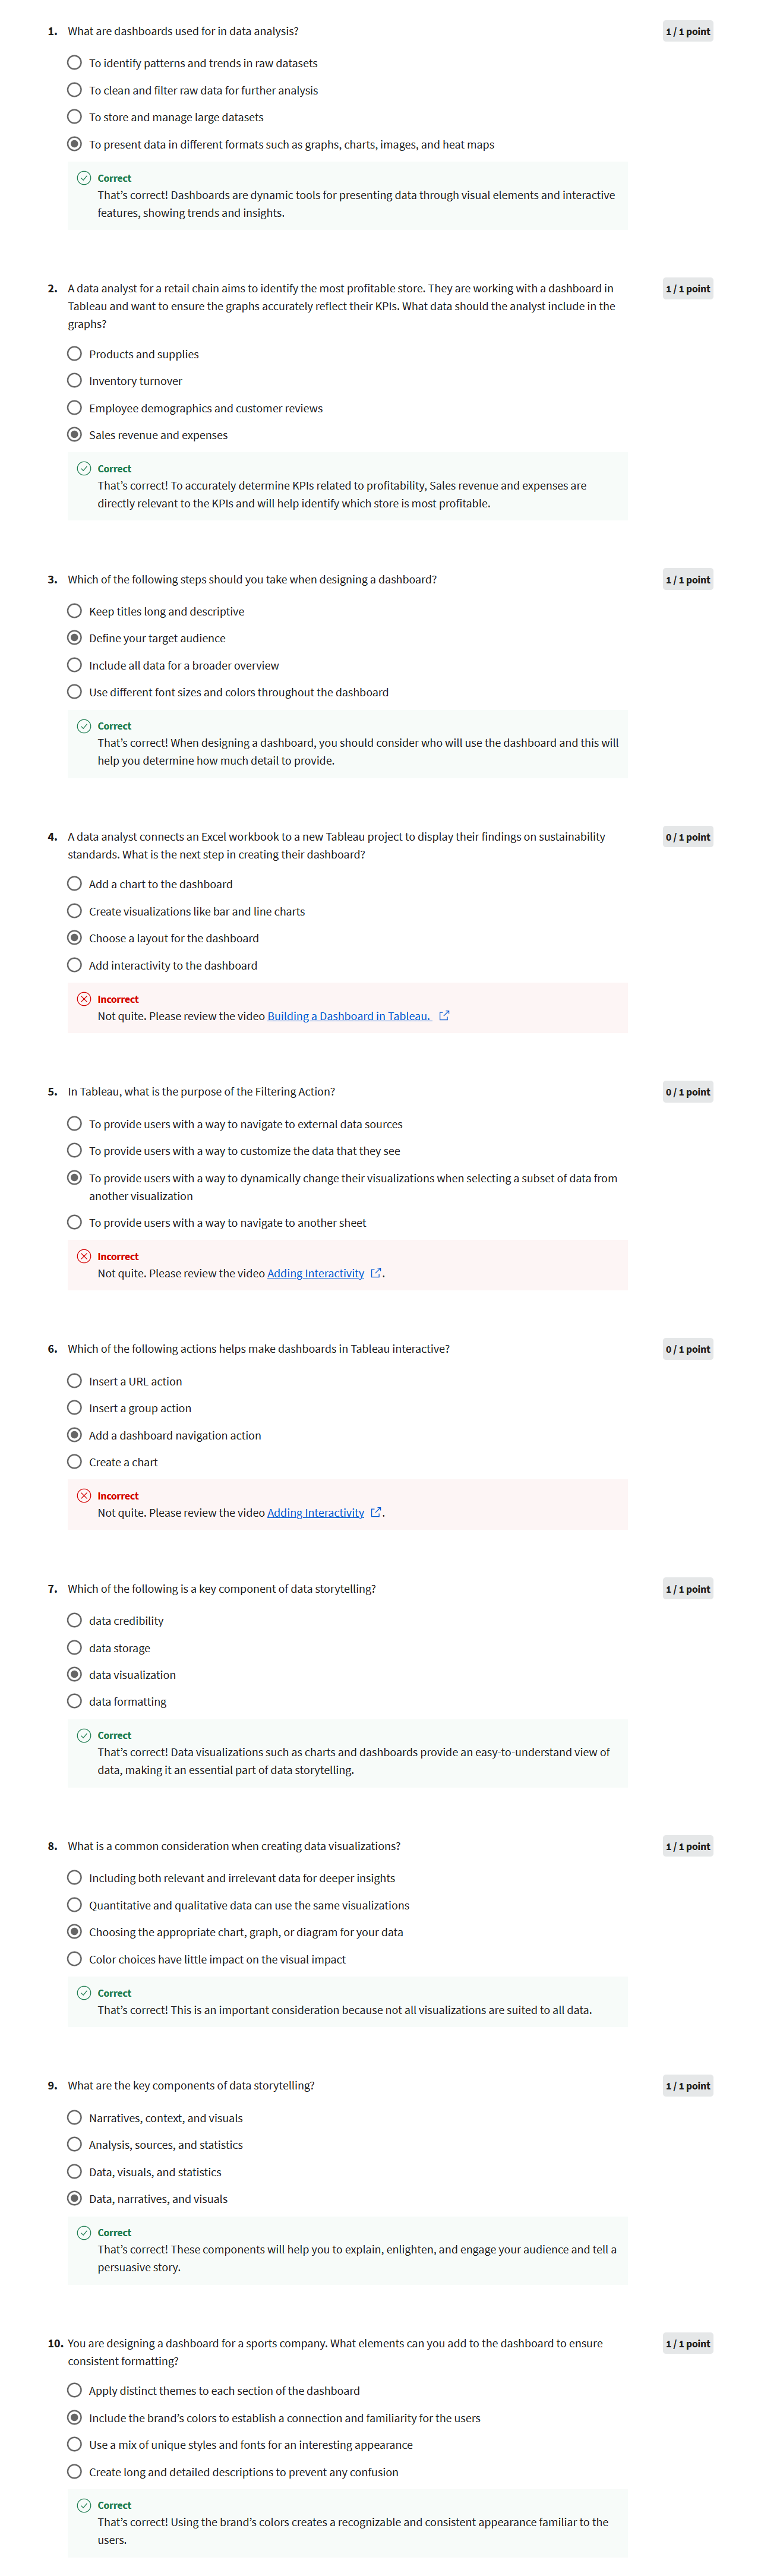 1. What are dashboards used for in data analysis?
1 / 1 point
To identify patterns and trends in raw datasets
To clean and filter raw data for further analysis
To store and manage large datasets
To present data in different formats such as graphs, charts, images, and heat maps
Correct
That's correct! Dashboards are dynamic tools for presenting data through visual elements and interactive
features, showing trends and insights.
2. A data analyst for a retail chain aims to identify the most profitable store. They are working with a dashboard in
1 / 1 point
Tableau and want to ensure the graphs accurately reflect their KPIs. What data should the analyst include in the
graphs?
Products and supplies
Inventory turnover
Employee demographics and customer reviews
Sales revenue and expenses
Correct
That's correct! To accurately determine KPIs related to profitability, Sales revenue and expenses are
directly relevant to the KPIs and will help identify which store is most profitable.
3. Which of the following steps should you take when designing a dashboard?
1 / 1 point
Keep titles long and descriptive
Define your target audience
Include all data for a broader overview
Use different font sizes and colors throughout the dashboard
Correct
That's correct! When designing a dashboard, you should consider who will use the dashboard and this will
help you determine how much detail to provide.
4. A data analyst connects an Excel workbook to a new Tableau project to display their findings on sustainability
0 / 1 point
standards. What is the next step in creating their dashboard?
Add a chart to the dashboard
Create visualizations like bar and line charts
Choose a layout for the dashboard
Add interactivity to the dashboard
Incorrect
Not quite. Please review the video Building a Dashboard in Tableau.
5. In Tableau, what is the purpose of the Filtering Action?
0 / 1 point
To provide users with a way to navigate to external data sources
To provide users with a way to customize the data that they see
To provide users with a way to dynamically change their visualizations when selecting a subset of data from
another visualization
To provide users with a way to navigate to another sheet
Incorrect
Not quite. Please review the video Adding Interactivity .
6. Which of the following actions helps make dashboards in Tableau interactive?
0 / 1 point
Insert a URL action
Insert a group action
Add a dashboard navigation action
Create a chart
Incorrect
Not quite. Please review the video Adding Interactivity .
7. Which of the following is a key component of data storytelling?
1 / 1 point
data credibility
data storage
data visualization
data formatting
Correct
That's correct! Data visualizations such as charts and dashboards provide an easy-to-understand view of
data, making it an essential part of data storytelling.
8. What is a common consideration when creating data visualizations?
1 / 1 point
Including both relevant and irrelevant data for deeper insights
Quantitative and qualitative data can use the same visualizations
Choosing the appropriate chart, graph, or diagram for your data
Color choices have little impact on the visual impact
Correct
That's correct! This is an important consideration because not all visualizations are suited to all data.
9. What are the key components of data storytelling?
1 / 1 point
Narratives, context, and visuals
Analysis, sources, and statistics
Data, visuals, and statistics
Data, narratives, and visuals
Correct
That's correct! These components will help you to explain, enlighten, and engage your audience and tell a
persuasive story.
10. You are designing a dashboard for a sports company. What elements can you add to the dashboard to ensure
1 / 1 point
consistent formatting?
Apply distinct themes to each section of the dashboard
Include the brand's colors to establish a connection and familiarity for the users
Use a mix of unique styles and fonts for an interesting appearance
Create long and detailed descriptions to prevent any confusion
Correct
That's correct! Using the brand's colors creates a recognizable and consistent appearance familiar to the
users.